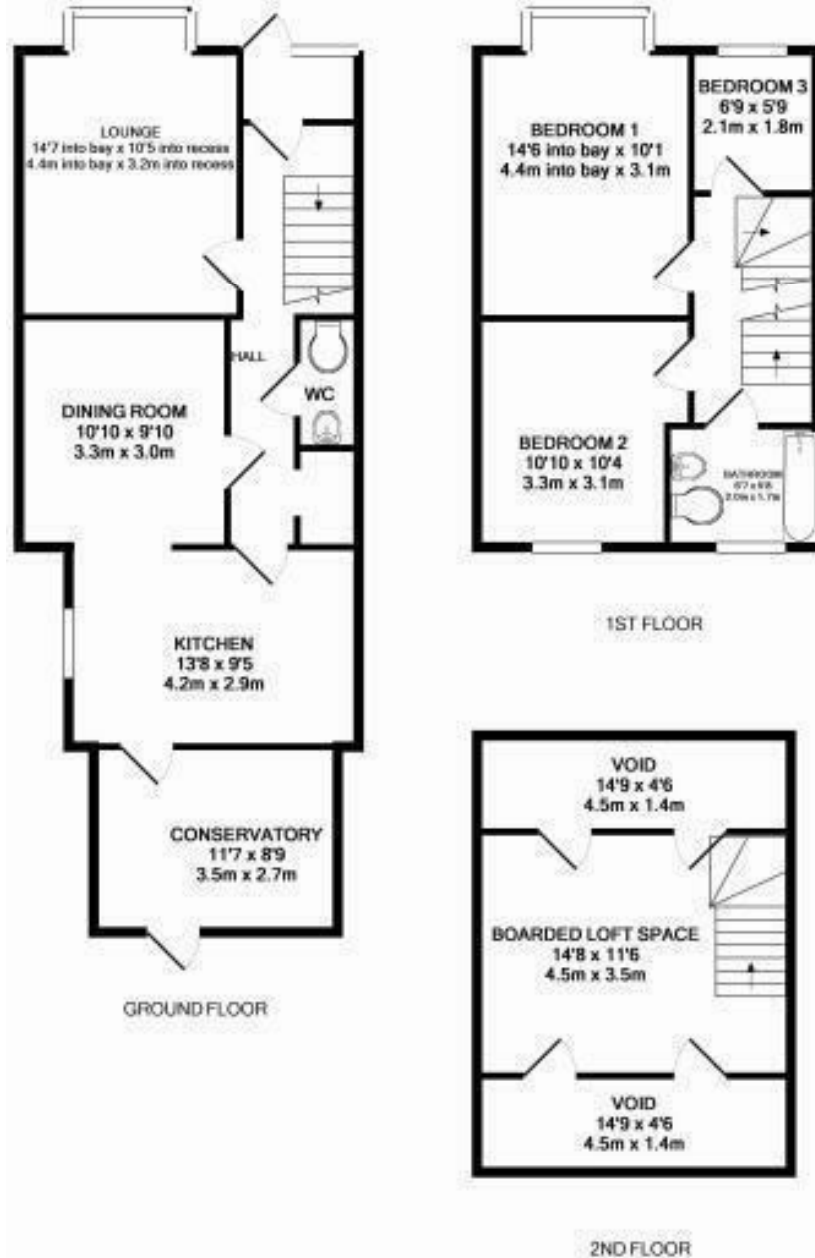 LOUNGE
14'7 into bay x 10'5 into recess
4.4m into bay x 3.2m into recess
HALL
WC
DINING ROOM
10'10 x 9'10
3.3m x 3.0m
KITCHEN
13'8 x 9'5
4.2m x 2.9m
CONSERVATORY
11'7 x 8'9
3.5m x 2.7m
GROUND FLOOR
BEDROOM 1
14'6 into bay x 10'1
4.4m into bay x 3.1m
BEDROOM 3
6'9 x 5'9
2.1m x 1.8m
BEDROOM 2
10'10 x 10'4
3.3m x 3.1m
BATHROOM
2.0m x 1.7m
1ST FLOOR
VOID
14'9 x 4'6
4.5m x 1.4m
BOARDED LOFT SPACE
14'8 x 11'6
4.5m x 3.5m
VOID
14'9 x 4'6
4.5m x 1.4m
2ND FLOOR